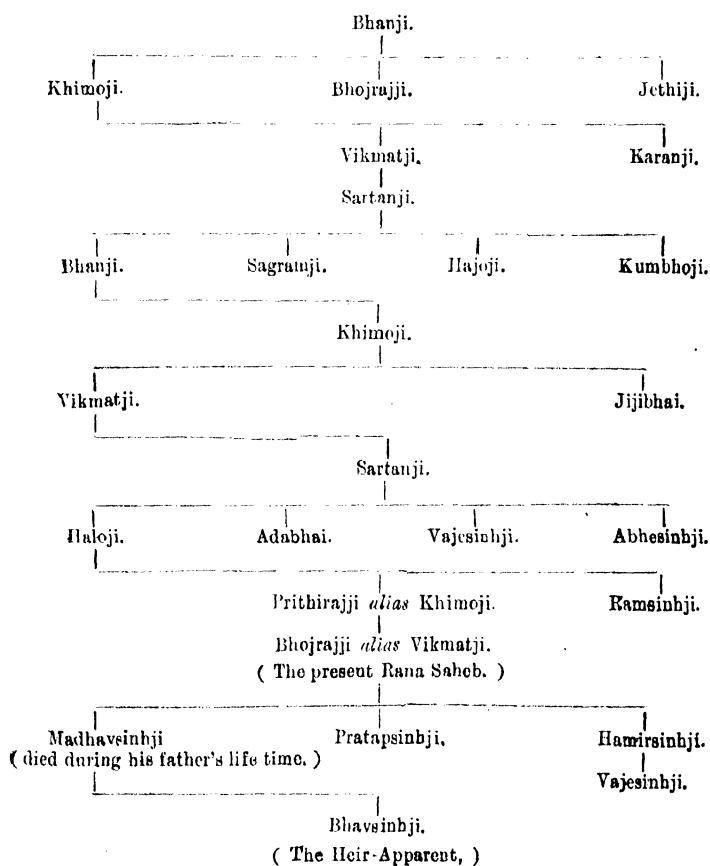 Bhanji.
Khimoji. Bhojrajji. Jethiji.
Vikmatji. Karanji.
Sartanji.
Bhanji. Sagramji. Hajoji. Kumbhoji.
Khimoji.
Vikmatji. Jijibhai.
Sartanji.
Haloji. Adabhai. Vajesinhji. Abhesinhji.
Prithirajji alias Khimoji. Ramsinhji.
Bhojrajji alias Vikmatji.
( The present Rana Saheb. )
Madhavsinhji Pratapsinhji. Hamirsinhji.
( died during his father's life time. ) Vajesinhji.
Bhavsinhji.
( The Heir-Apparent, )